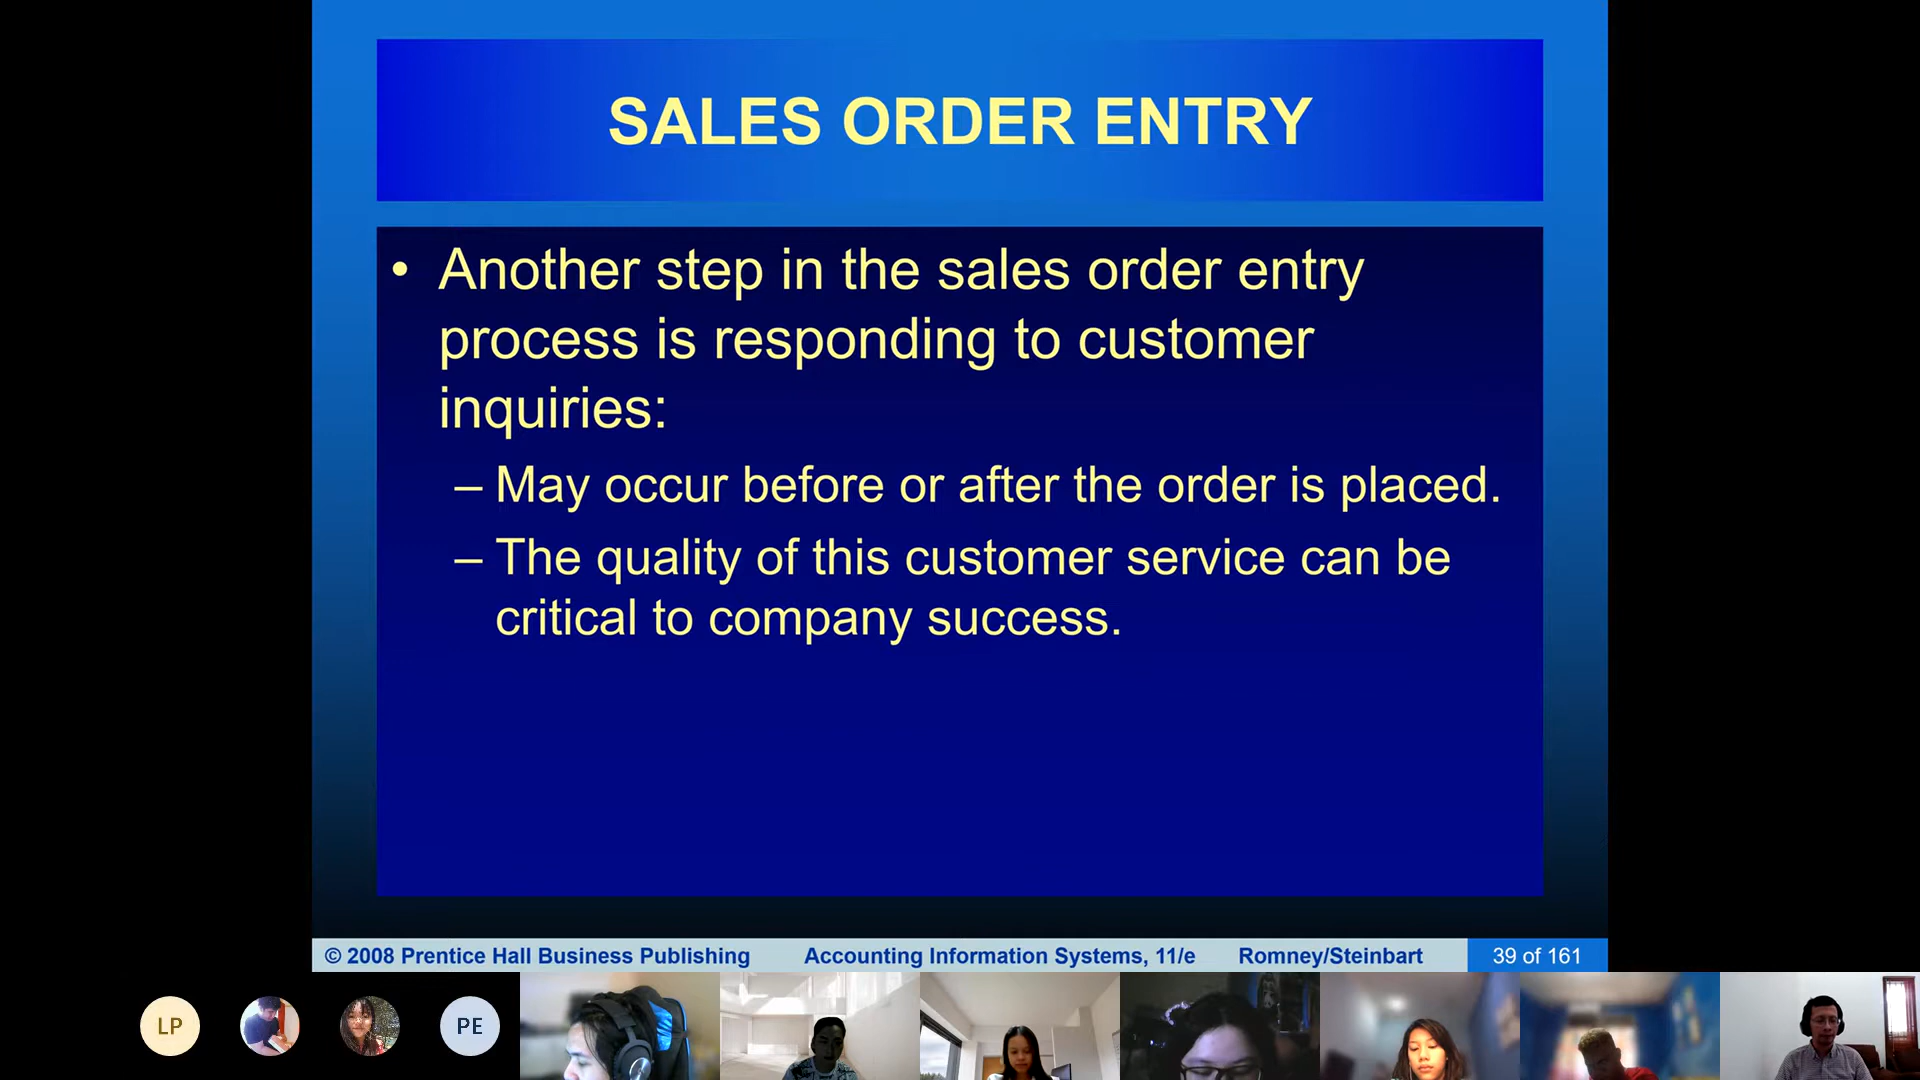 SALES ORDER ENTRY
• Another step in the sales order entry
process is responding to customer
inquiries:
– May occur before or after the order is placed.
– The quality of this customer service can be
critical to company success.
© 2008 Prentice Hall Business Publishing Accounting Information Systems, 11/e Romney/Steinbart 39 of 161
LP PE